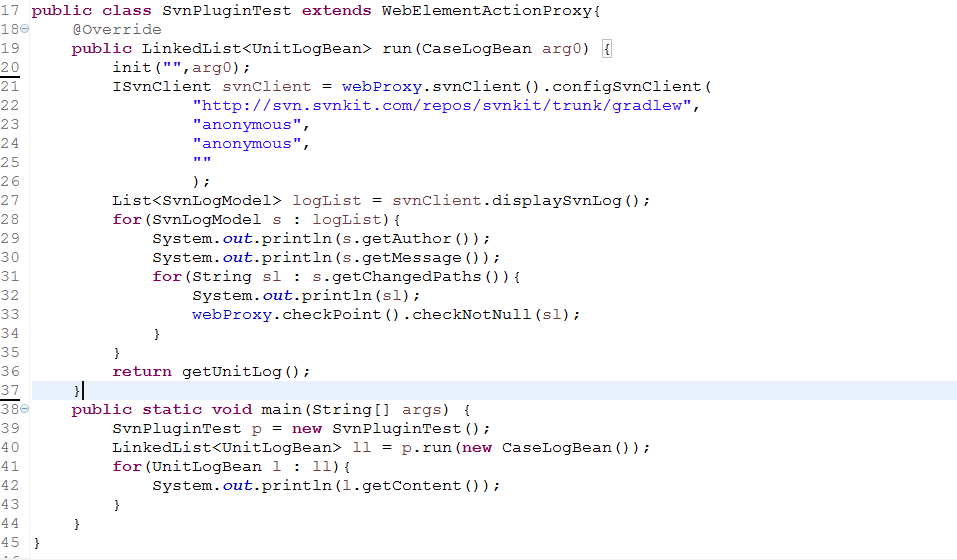 17 public class SvnPluginTest extends WebElementActionProxy{
18 @Override
19 public LinkedList<UnitLogBean> run(CaseLogBean arg0) {
20 init("",arg0);
21 ISvnClient svnClient = webProxy.svnClient().configSvnClient(
22 "http://svn.svnkit.com/repos/svnkit/trunk/gradlew",
23 "anonymous",
24 "anonymous",
25 ""
26 );
27 List<SvnLogModel> logList = svnClient.displaySvnLog();
28 for(SvnLogModel s : logList){
29 System.out.println(s.getAuthor());
30 System.out.println(s.getMessage());
31 for(String sl : s.getChangedPaths()){
32 System.out.println(sl);
33 webProxy.checkPoint().checkNotNull(sl);
34 }
35 }
36 return getUnitLog();
37 }
38 public static void main(String[] args) {
39 SvnPluginTest p = new SvnPluginTest();
40 LinkedList<UnitLogBean> ll = p.run(new CaseLogBean());
41 for(UnitLogBean l : ll){
42 System.out.println(l.getContent());
43 }
44 }
45 }